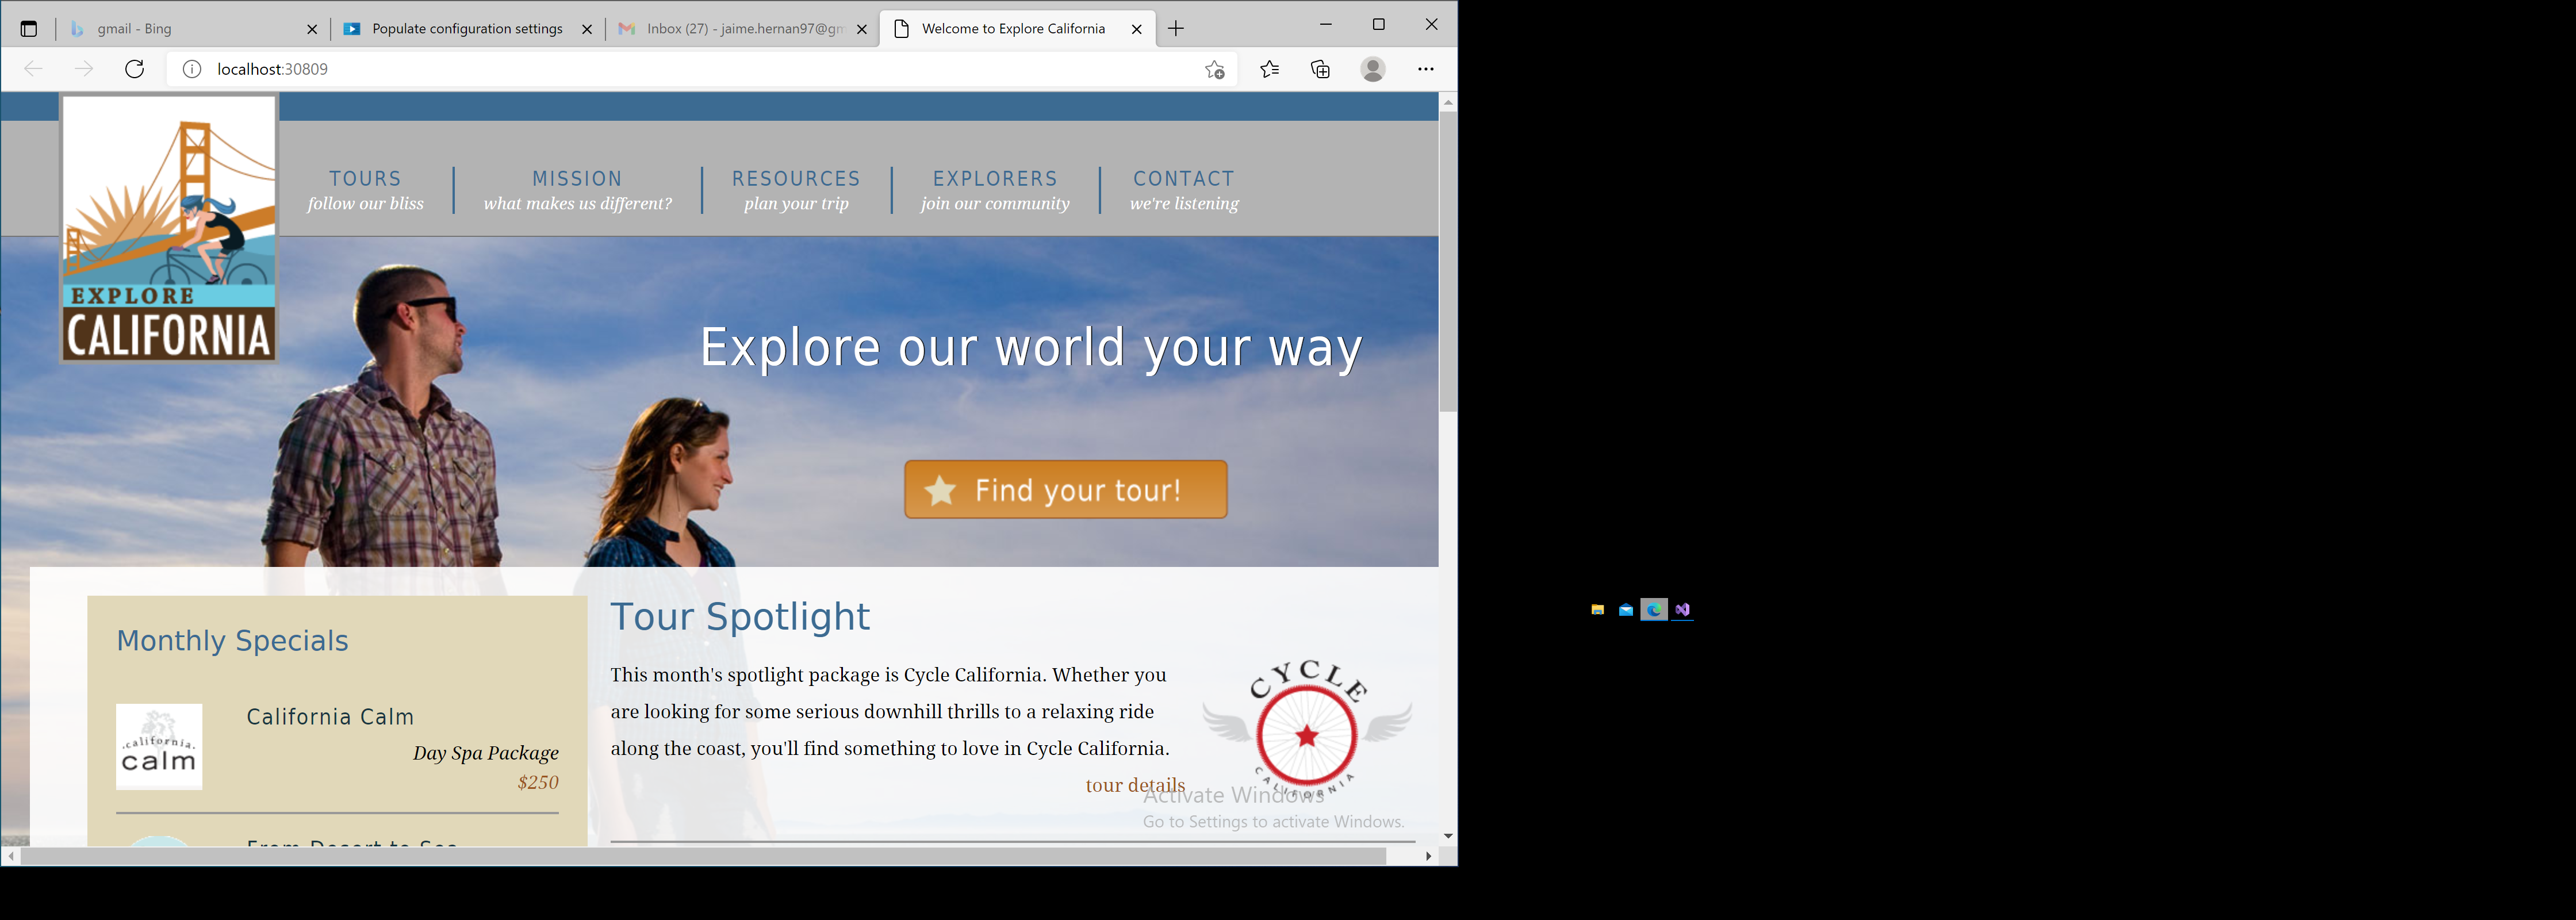 gmail - Bing
Populate configuration settings
Inbox (27) - jaime.hernan97@gm
Welcome to Explore California
localhost:30809
EXPLORE
CALIFORNIA
TOURS
follow our bliss
MISSION
what makes us different?
RESOURCES
plan your trip
EXPLORERS
join our community
CONTACT
we're listening
Explore our world your way
Find your tour!
Monthly Specials
california
calm
California Calm
Day Spa Package
$250
From Desert to Sea
Tour Spotlight
This month's spotlight package is Cycle California. Whether you
are looking for some serious downhill thrills to a relaxing ride
along the coast, you'll find something to love in Cycle California.
tour details
CYCLE
CALIFORNIA
Activate Windows
Go to Settings to activate Windows.